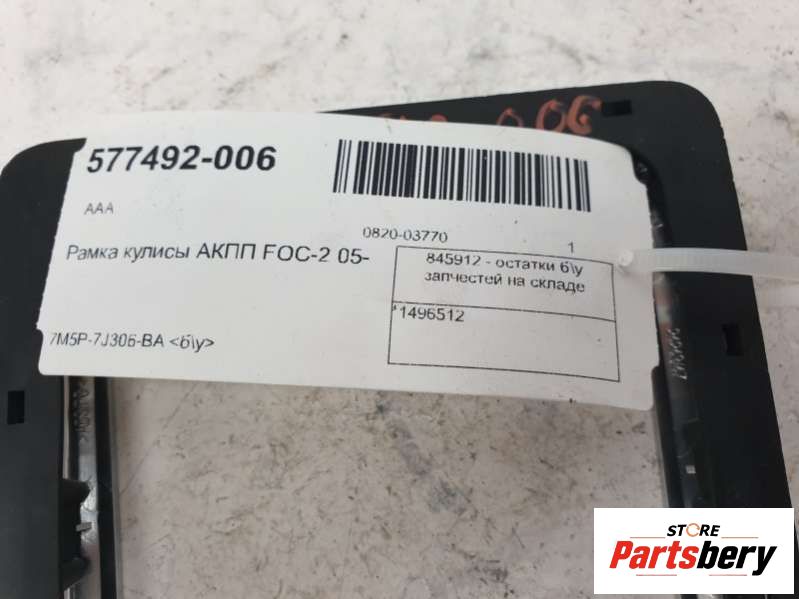 006
577492-006
AAA
0820-03770 1
Рамка кулисы АКПП FOC-2 05-
845912 - остатки б\у
запчестей на складе
*1496512
7M5P-7J306-BA <б\у>
STORE
Partsbery